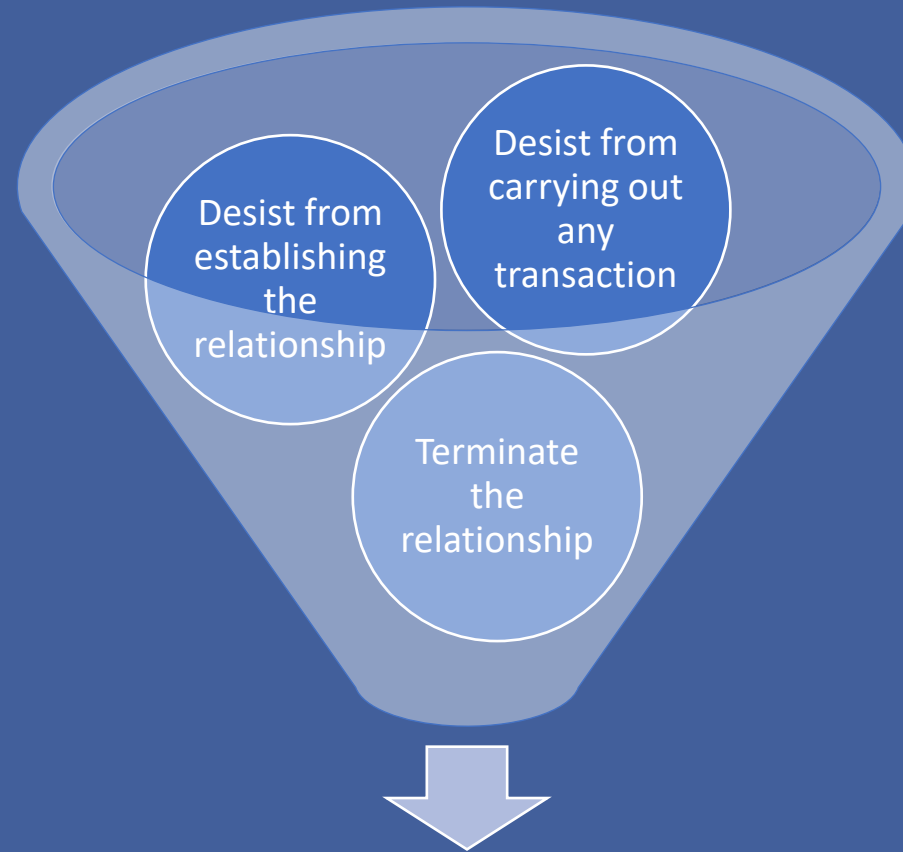 Desist from
establishing
the
relationship
Desist from
carrying out
any
transaction
Terminate
the
relationship